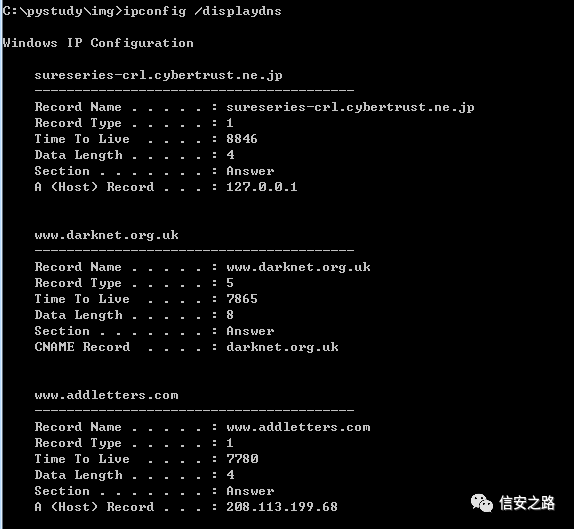 C:\pystudy\img>ipconfig /displaydns
Windows IP Configuration
sureseries-crl.cybertrust.ne.jp
----------------------------------------
Record Name . . . . . : sureseries-crl.cybertrust.ne.jp
Record Type . . . . . : 1
Time To Live  . . . . : 8846
Data Length . . . . . : 4
Section . . . . . . . : Answer
A (Host) Record . . . : 127.0.0.1
www.darknet.org.uk
----------------------------------------
Record Name . . . . . : www.darknet.org.uk
Record Type . . . . . : 5
Time To Live  . . . . : 7865
Data Length . . . . . : 8
Section . . . . . . . : Answer
CNAME Record  . . . . : darknet.org.uk
www.addletters.com
----------------------------------------
Record Name . . . . . : www.addletters.com
Record Type . . . . . : 1
Time To Live  . . . . : 7780
Data Length . . . . . : 4
Section . . . . . . . : Answer
A (Host) Record . . . : 208.113.199.68
信安之路